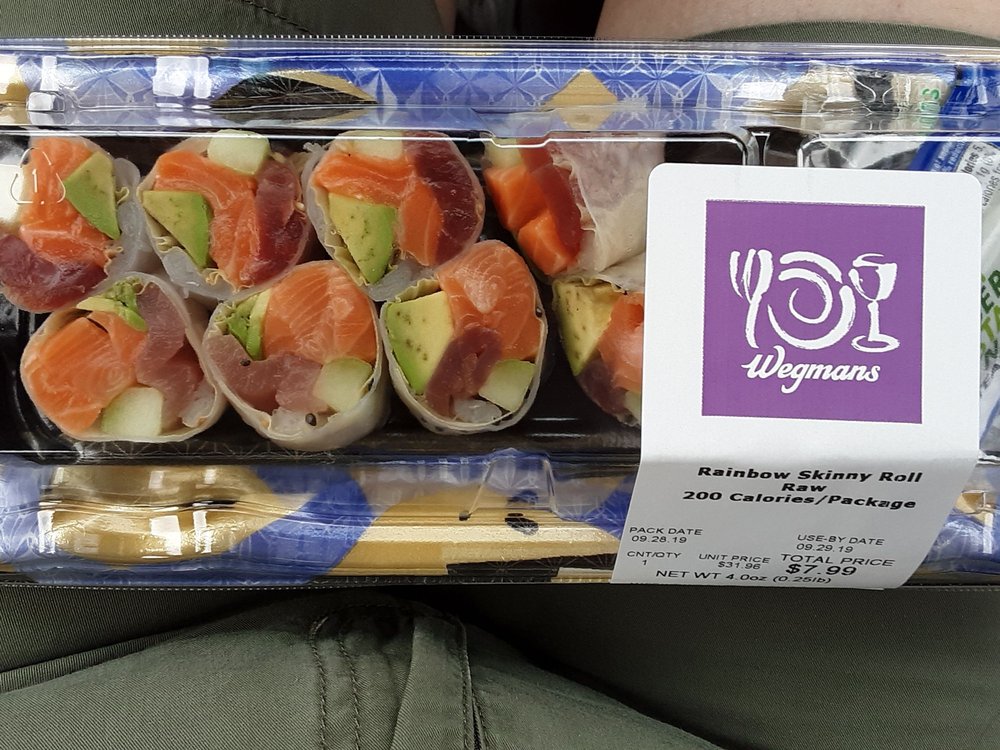 Wegmans
Rainbow Skinny Roll
Raw
200 Calories/Package
PACK DATE
09.28.19
USE-BY DATE
09.29.19
CNT/QTY
1
UNIT PRICE
$31.96
TOTAL PRICE
$7.99
NET WT 4.0oz (0.25lb)